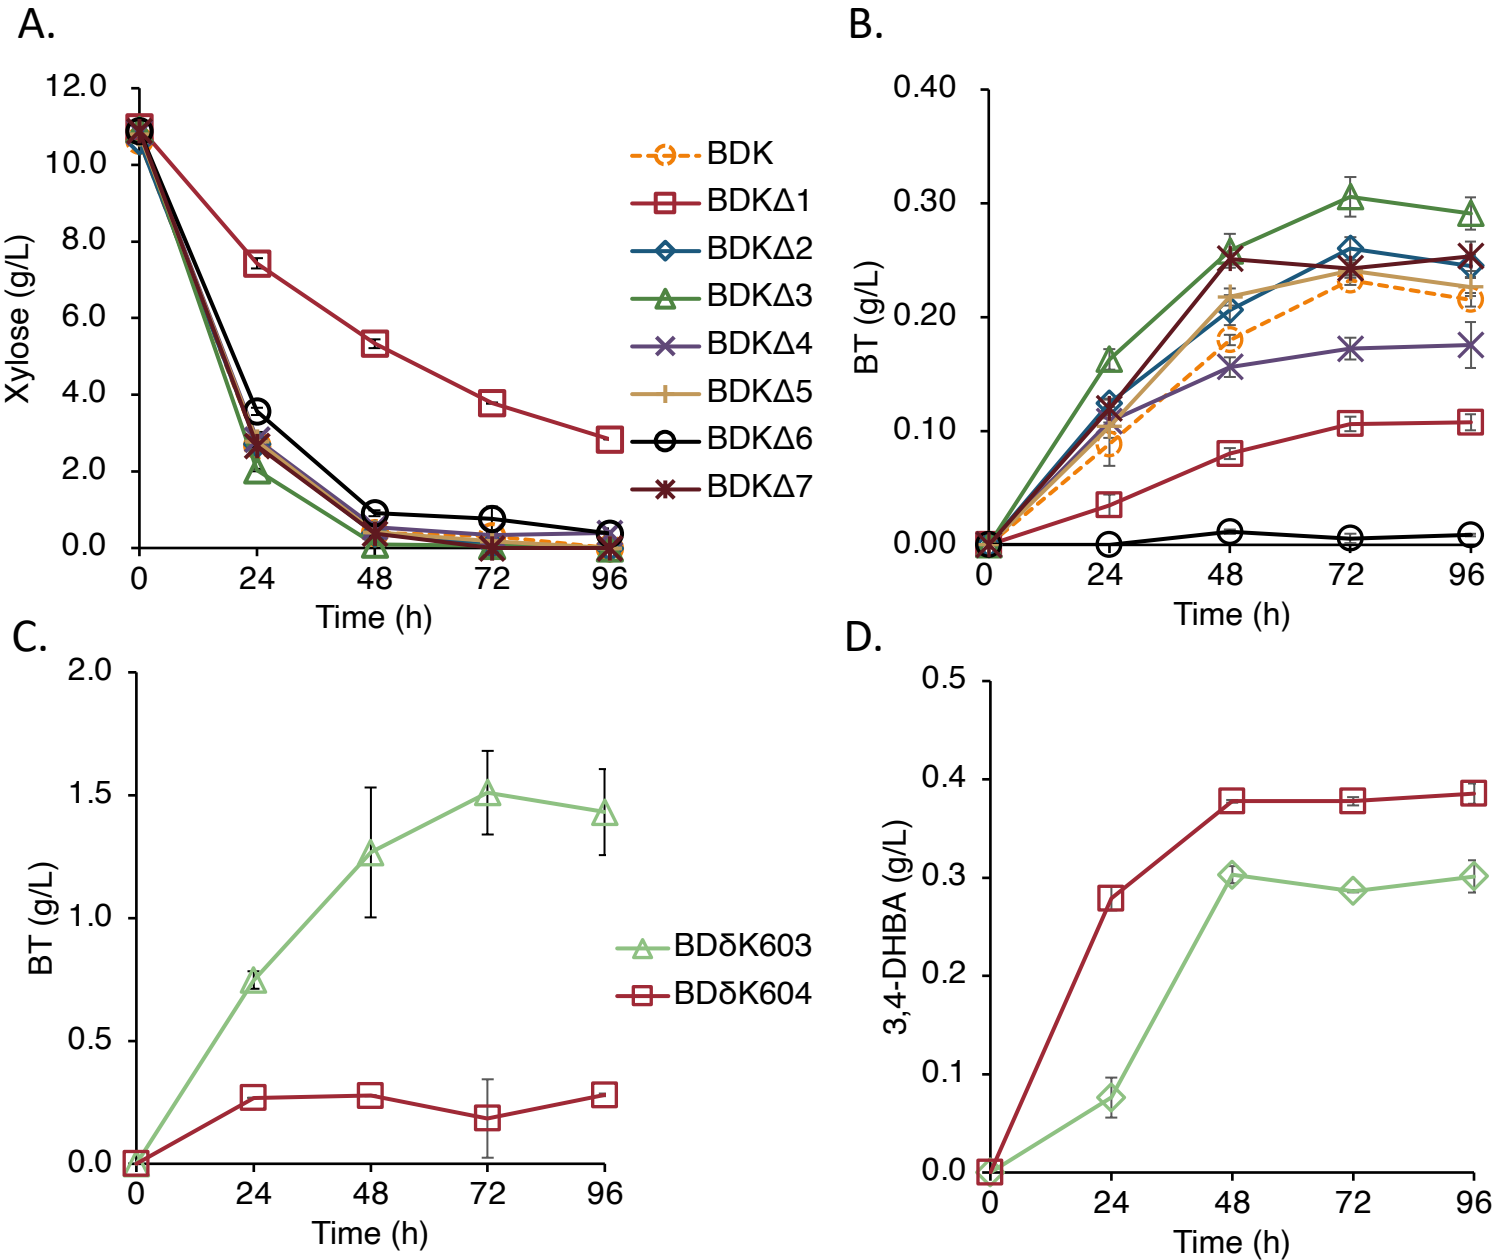 A.
12.0
10.0
8.0
6.0
4.0
2.0
0.0
Xylose (g/L)
0 24 48 72 96
Time (h)
BDK
BDKΔ1
BDKΔ2
BDKΔ3
BDKΔ4
BDKΔ5
BDKΔ6
BDKΔ7
B.
0.40
0.30
0.20
0.10
0.00
BT (g/L)
0 24 48 72 96
Time (h)
C.
2.0
1.5
1.0
0.5
0.0
BT (g/L)
0 24 48 72 96
Time (h)
BDδK603
BDδK604
D.
0.5
0.4
0.3
0.2
0.1
0.0
3,4-DHBA (g/L)
0 24 48 72 96
Time (h)